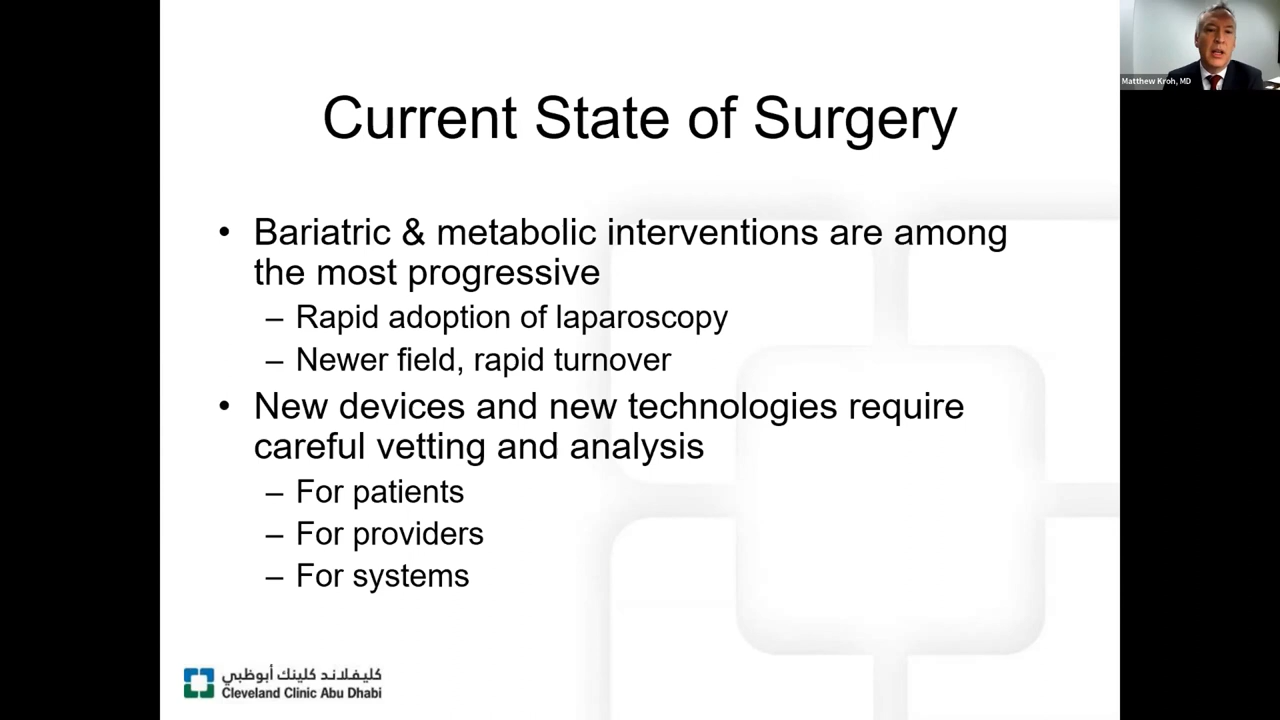 Matthew Kroh, MD
Current State of Surgery
• Bariatric & metabolic interventions are among
the most progressive
– Rapid adoption of laparoscopy
– Newer field, rapid turnover
• New devices and new technologies require
careful vetting and analysis
– For patients
– For providers
– For systems
كليفلاند كلينك أبوظبي
Cleveland Clinic Abu Dhabi